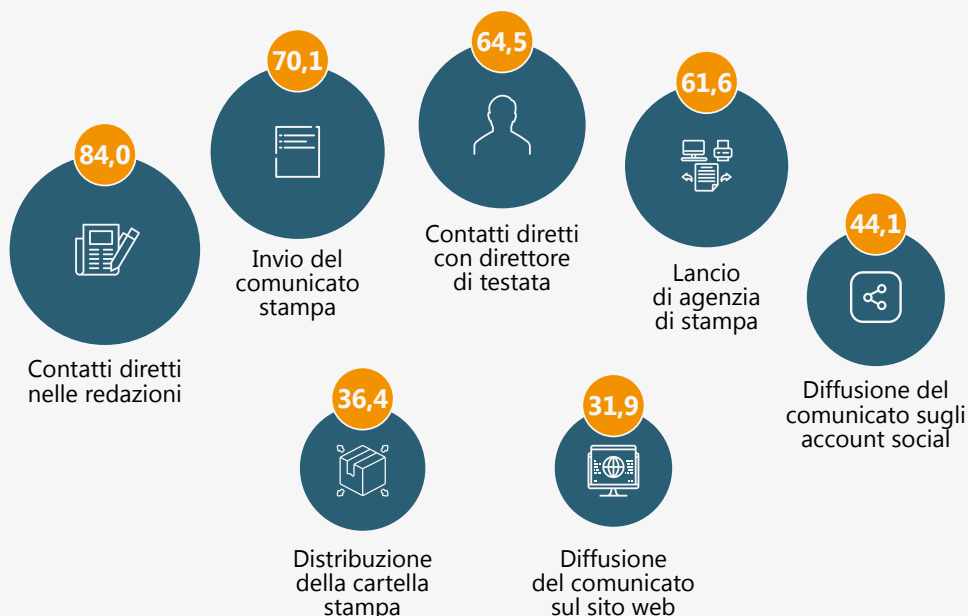 84,0
Contatti diretti
nelle redazioni
70,1
Invio del
comunicato
stampa
64,5
Contatti diretti
con direttore
di testata
61,6
Lancio
di agenzia
di stampa
44,1
Diffusione del
comunicato sugli
account social
36,4
Distribuzione
della cartella
stampa
31,9
Diffusione
del comunicato
sul sito web